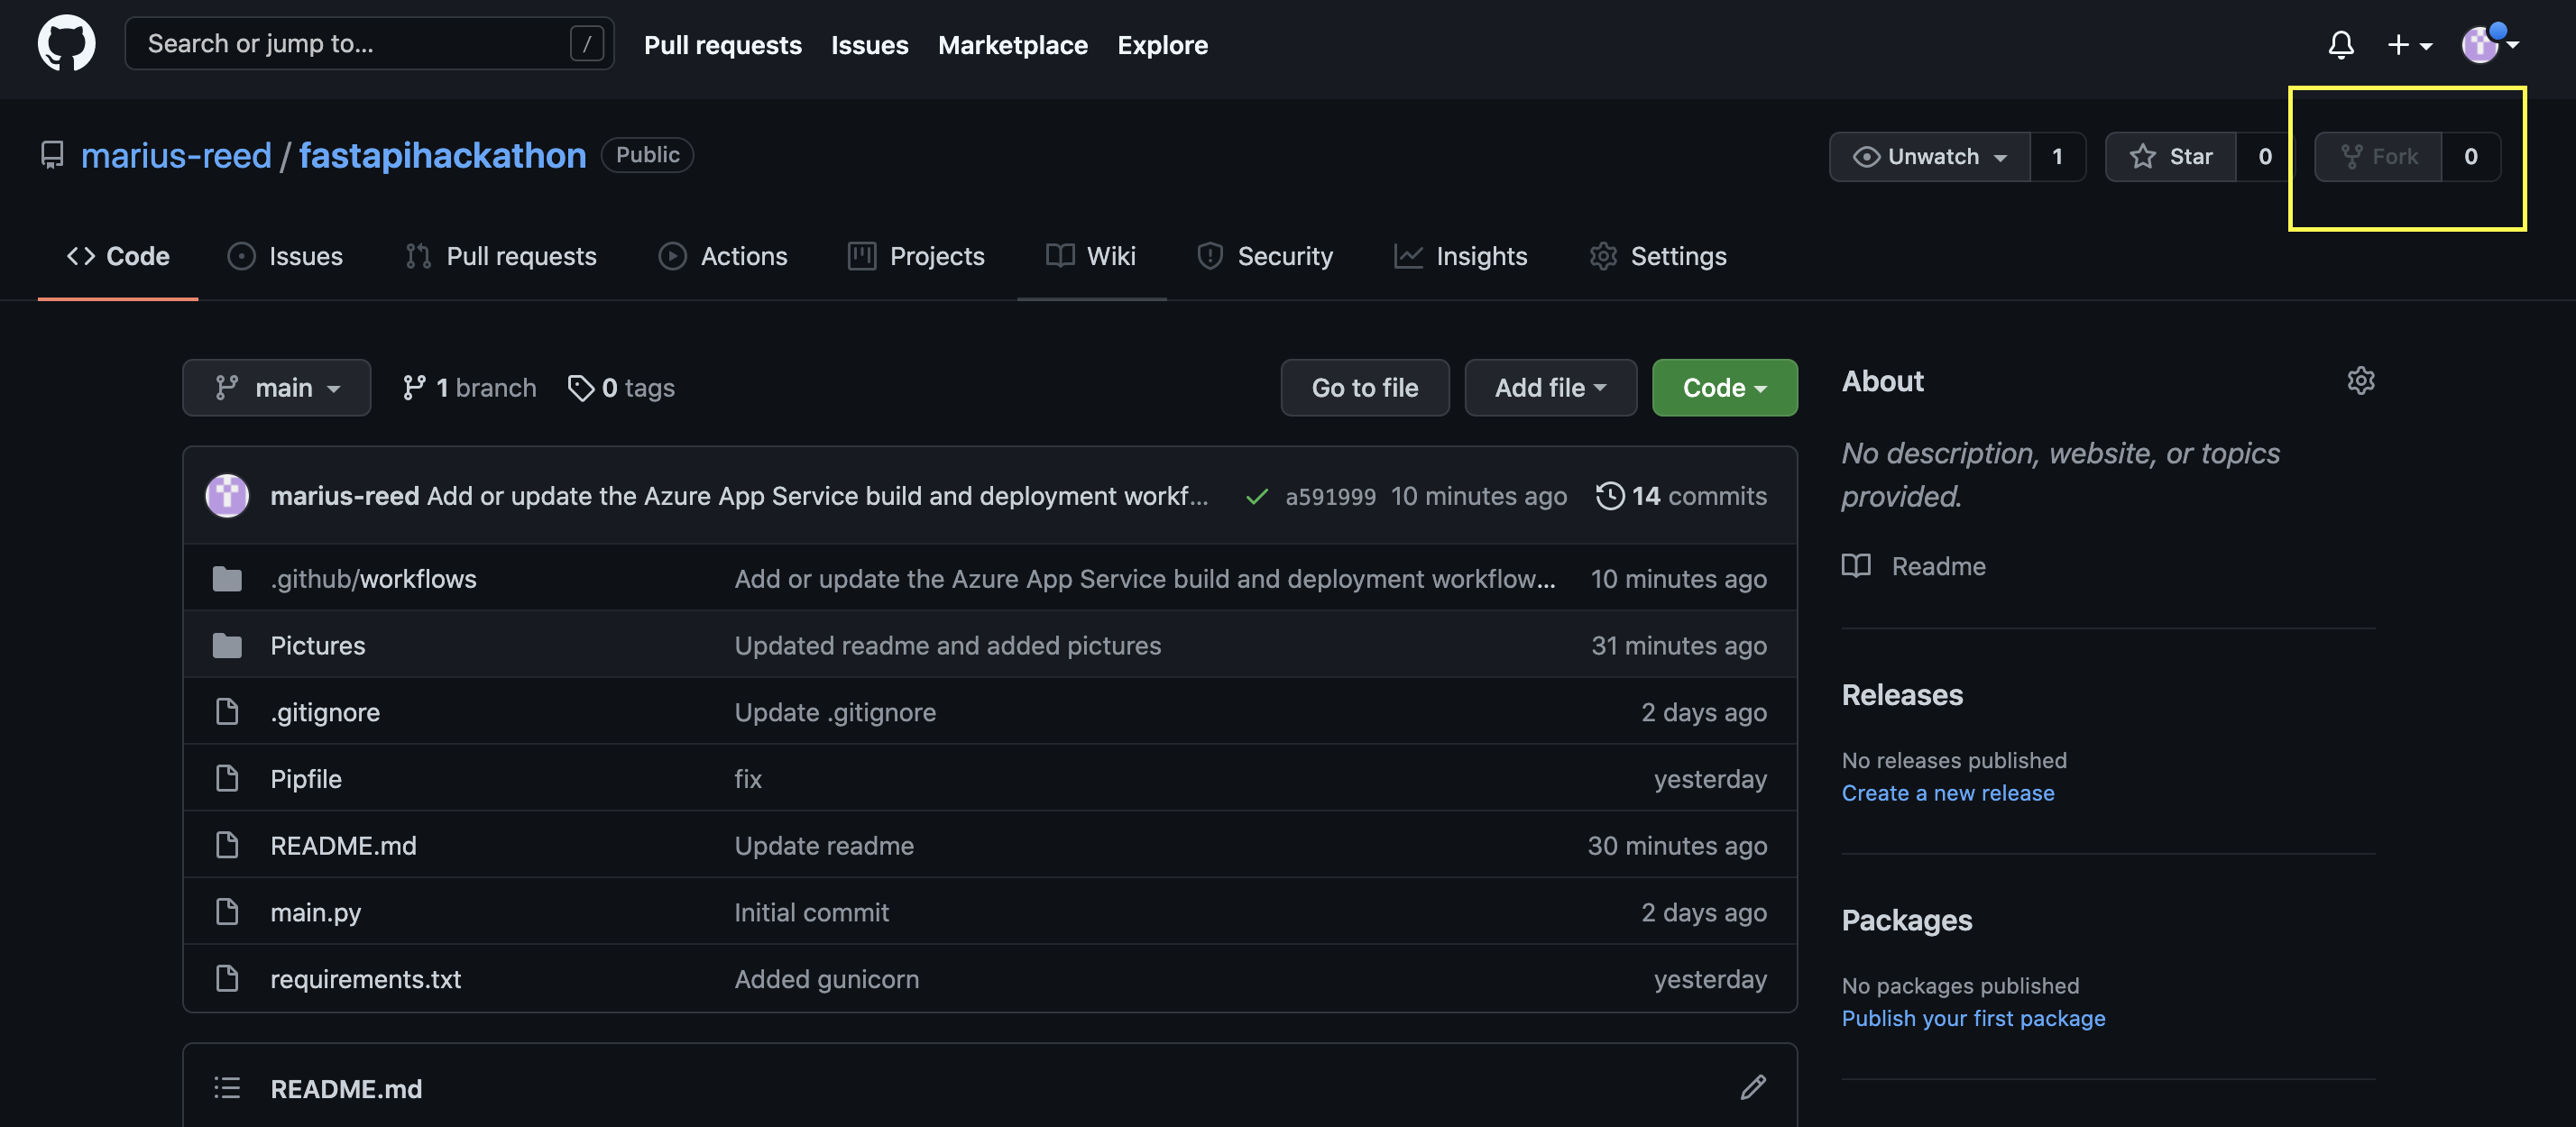 Search or jump to... / Pull requests Issues Marketplace Explore
marius-reed / fastapihackathon Public Unwatch 1 Star 0 Fork 0
Code Issues Pull requests Actions Projects Wiki Security Insights Settings
main 1 branch 0 tags Go to file Add file Code
marius-reed Add or update the Azure App Service build and deployment workf... a591999 10 minutes ago 14 commits
.github/workflows Add or update the Azure App Service build and deployment workflow... 10 minutes ago
Pictures Updated readme and added pictures 31 minutes ago
.gitignore Update .gitignore 2 days ago
Pipfile fix yesterday
README.md Update readme 30 minutes ago
main.py Initial commit 2 days ago
requirements.txt Added gunicorn yesterday
README.md
About
No description, website, or topics
provided.
Readme
Releases
No releases published
Create a new release
Packages
No packages published
Publish your first package